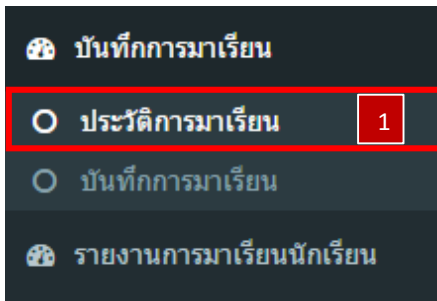 บันทึกการมาเรียน
ประวัติการมาเรียน 1
บันทึกการมาเรียน
รายงานการมาเรียนนักเรียน